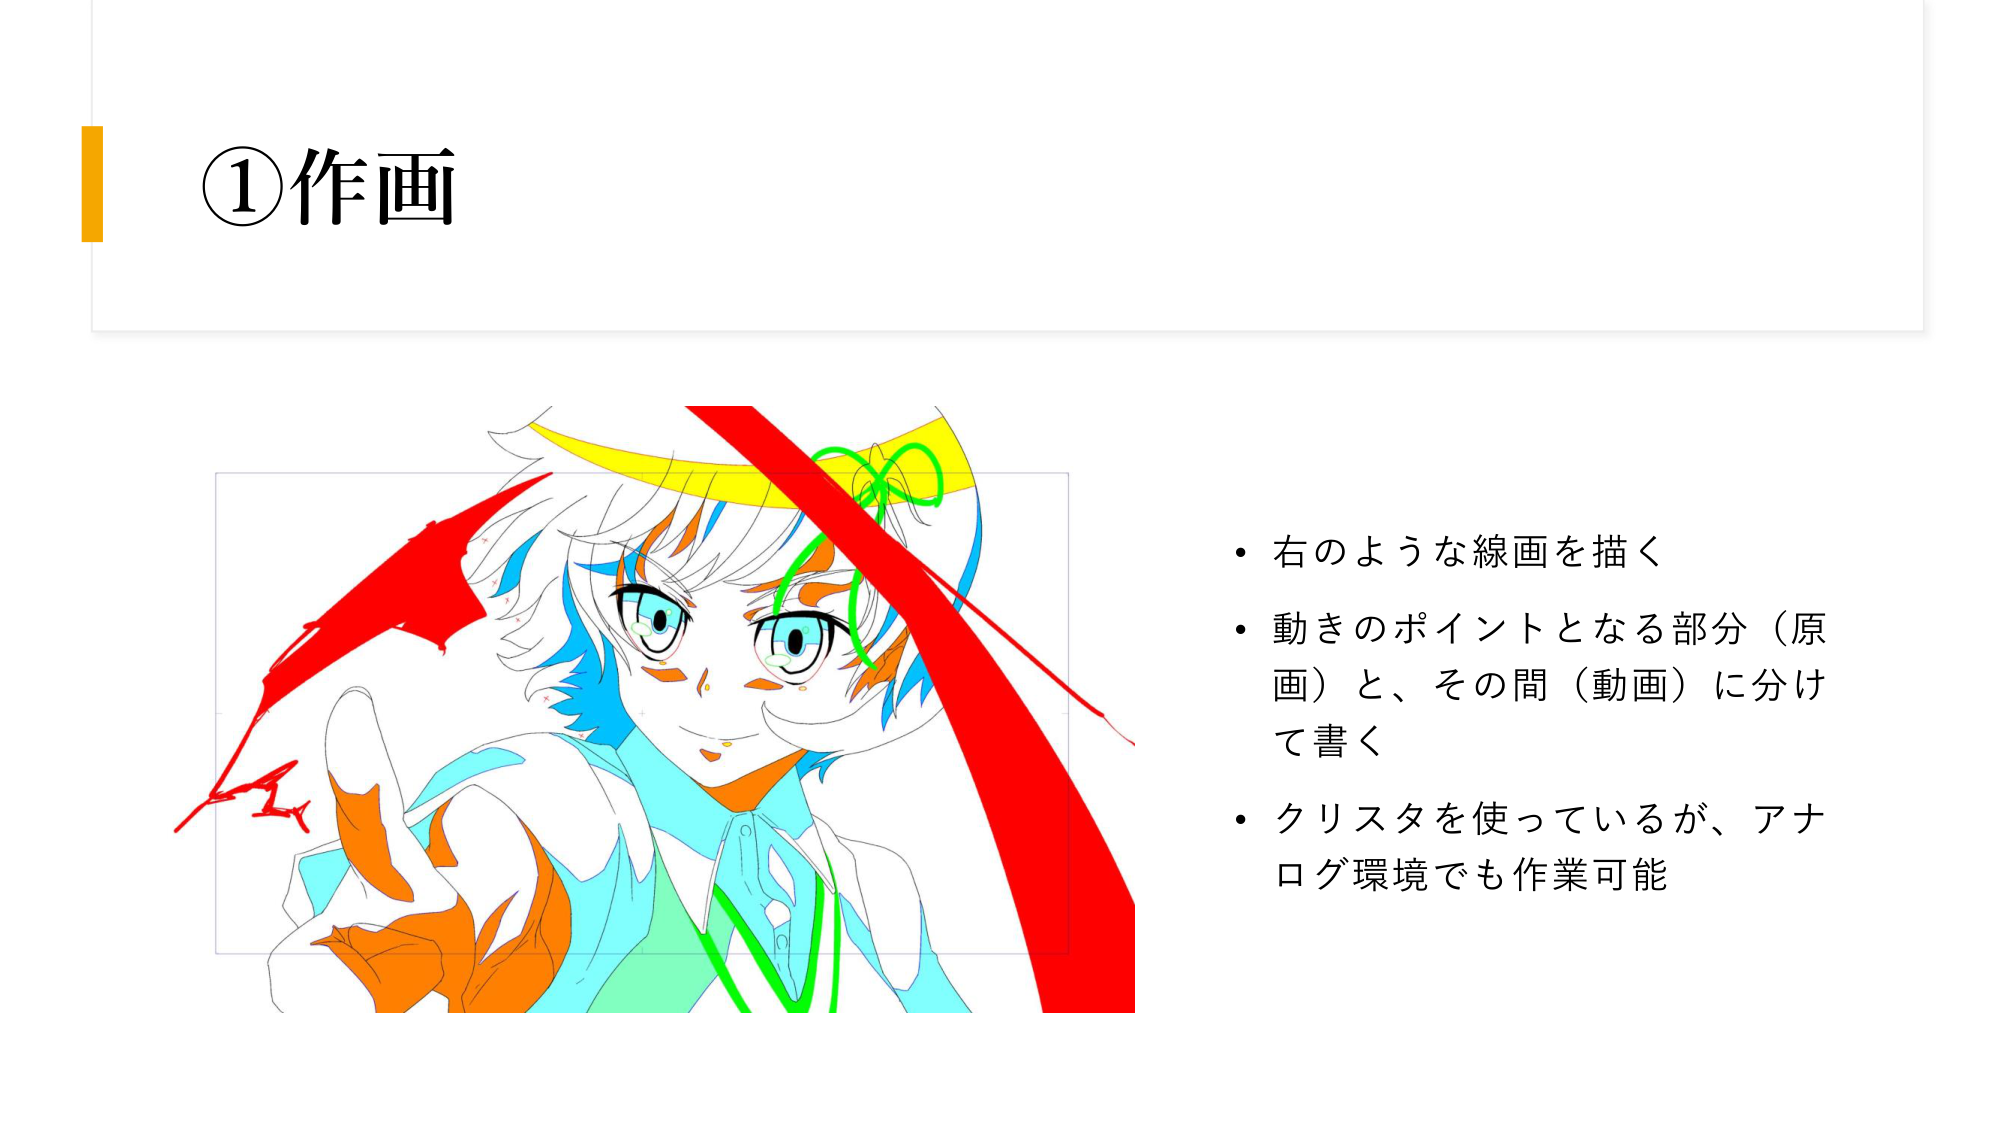 ①作画
• 右のような線画を描く
• 動きのポイントとなる部分（原
画）と、その間（動画）に分け
て書く
• クリスタを使っているが、アナ
ログ環境でも作業可能